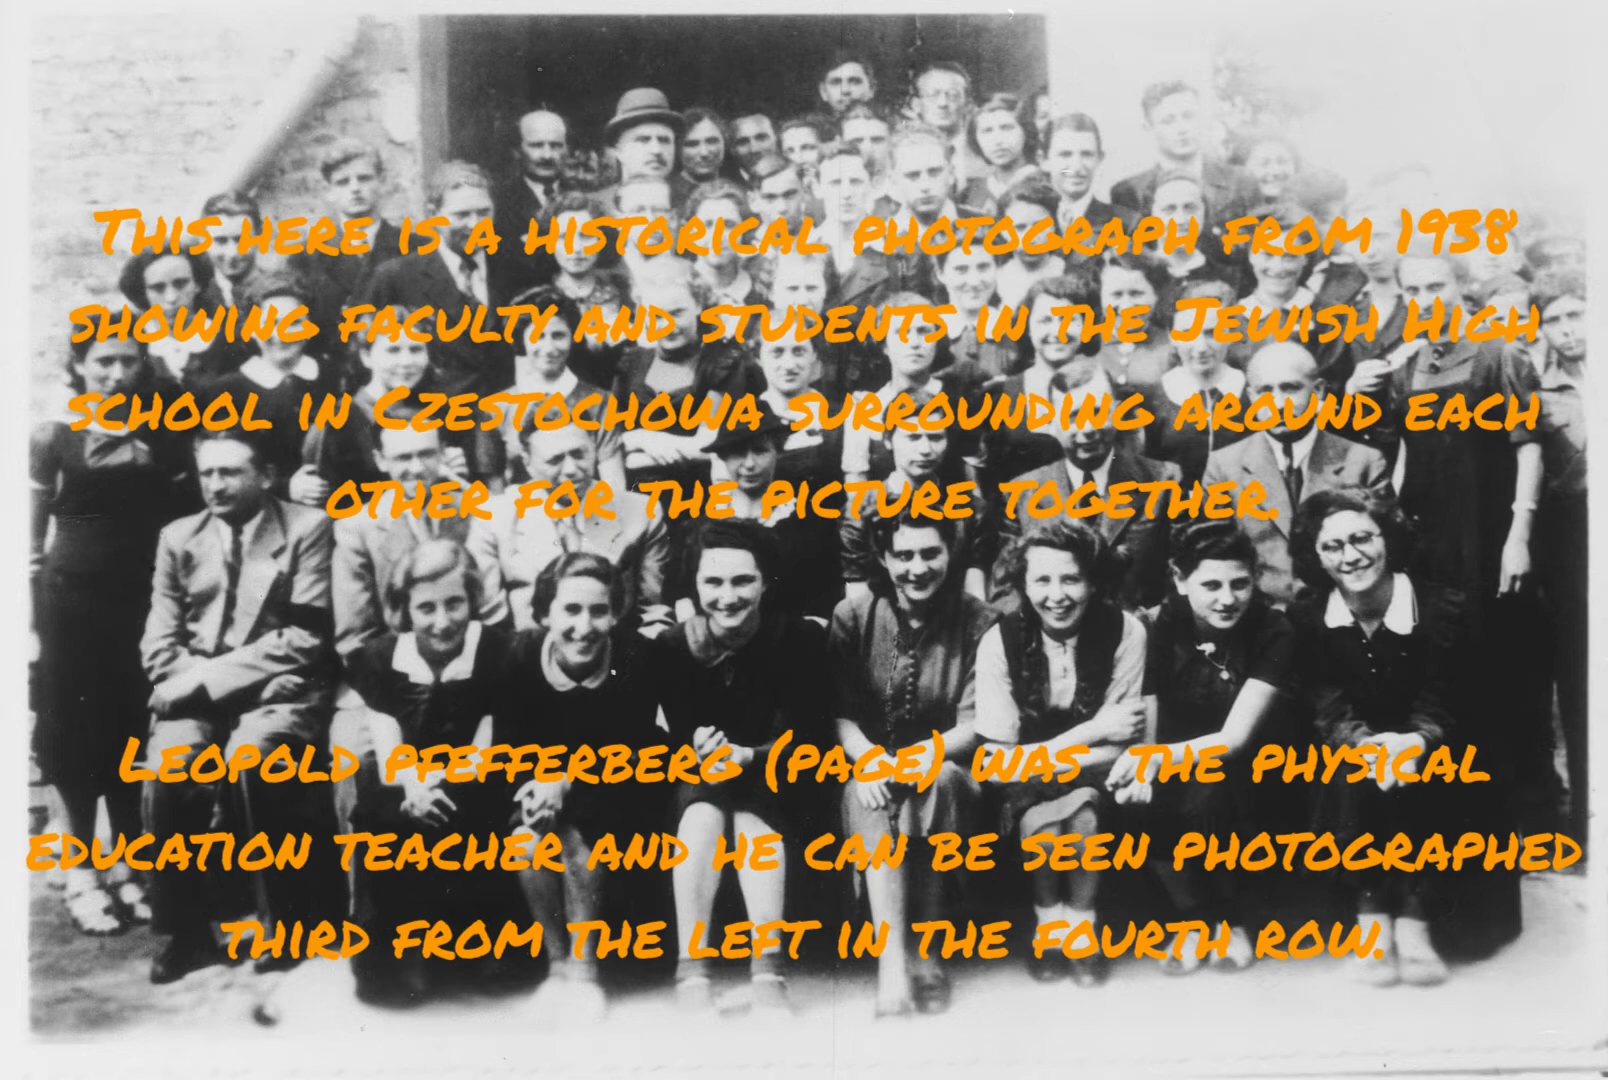 This here is a historical photograph from 1938'
showing faculty and students in the Jewish High
school in Czestochowa surrounding around each
other for the picture together.
Leopold pfefferberg (page) was the physical
education teacher and he can be seen photographed
third from the left in the fourth row.